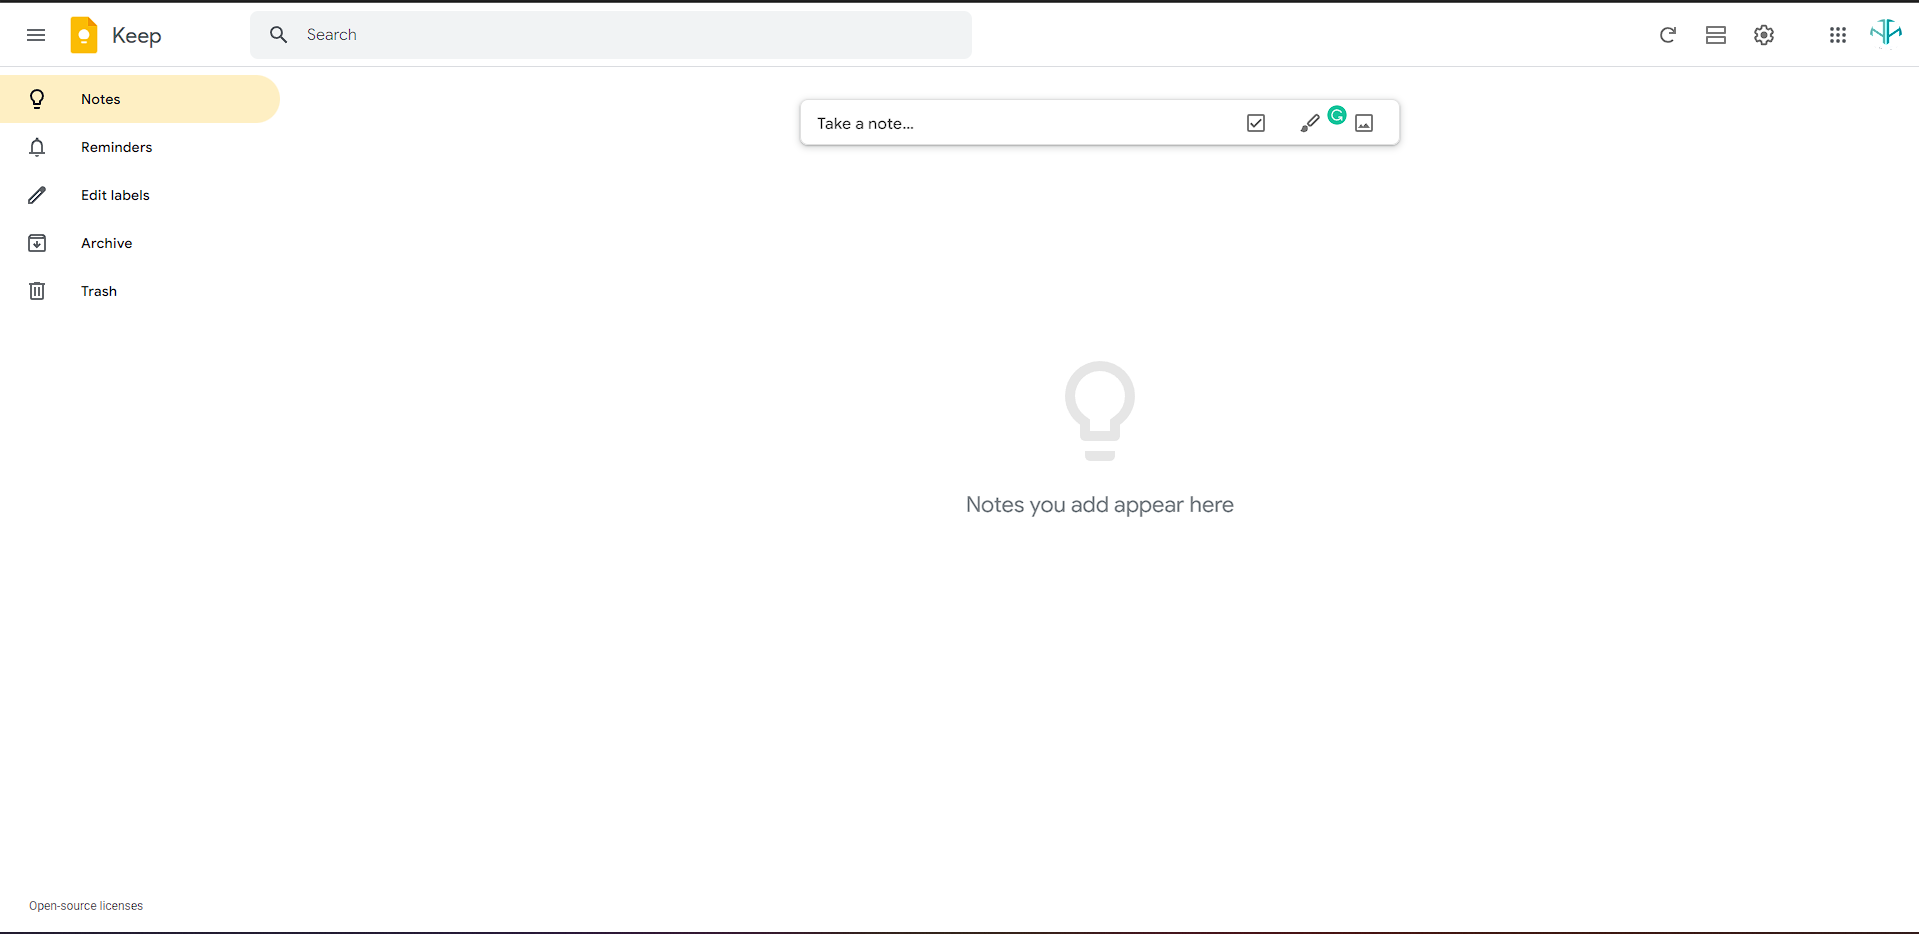 Keep
Search
Notes
Reminders
Edit labels
Archive
Trash
Take a note...
Notes you add appear here
Open-source licenses